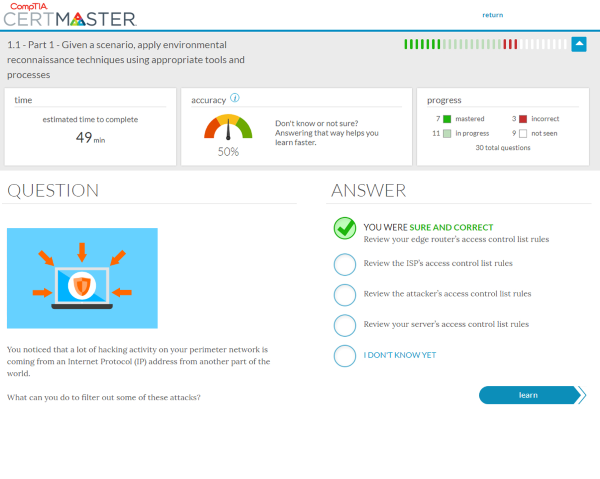 CompTIA
CERTMASTER
return
1.1 - Part 1 - Given a scenario, apply environmental
reconnaissance techniques using appropriate tools and
processes
time
estimated time to complete
49 min
accuracy i
Don't know or not sure?
Answering that way helps you
learn faster.
50%
progress
7 mastered 3 incorrect
11 in progress 9 not seen
30 total questions
QUESTION
You noticed that a lot of hacking activity on your perimeter network is
coming from an Internet Protocol (IP) address from another part of the
world.
What can you do to filter out some of these attacks?
ANSWER
YOU WERE SURE AND CORRECT
Review your edge router's access control list rules
Review the ISP's access control list rules
Review the attacker's access control list rules
Review your server's access control list rules
I DON'T KNOW YET
learn